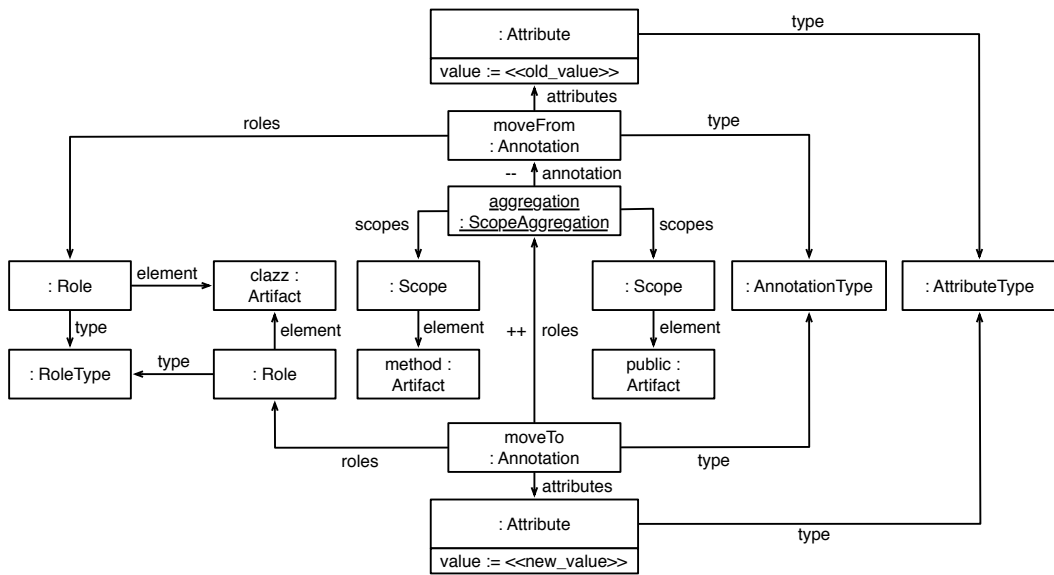 : Attribute
type
value := <<old_value>>
attributes
roles
moveFrom
: Annotation
type
-- annotation
aggregation
: ScopeAggregation
scopes
scopes
: Role
element
clazz :
Artifact
: Scope
: Scope
: AnnotationType
: AttributeType
type
element
element
++ roles
element
: RoleType
type
: Role
method :
Artifact
public :
Artifact
moveTo
: Annotation
roles
type
attributes
: Attribute
type
value := <<new_value>>